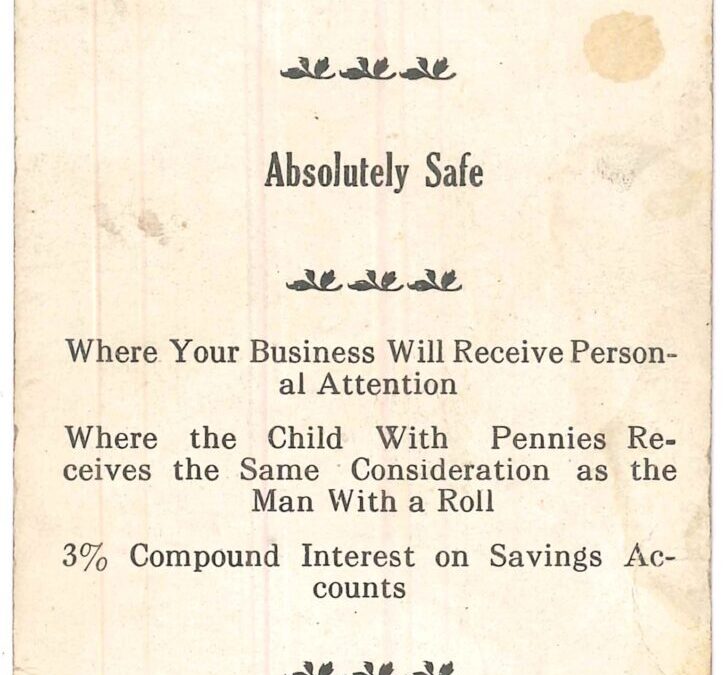 Absolutely Safe
Where Your Business Will Receive Person-
al Attention
Where the Child With Pennies Re-
ceives the Same Consideration as the
Man With a Roll
3% Compound Interest on Savings Ac-
counts